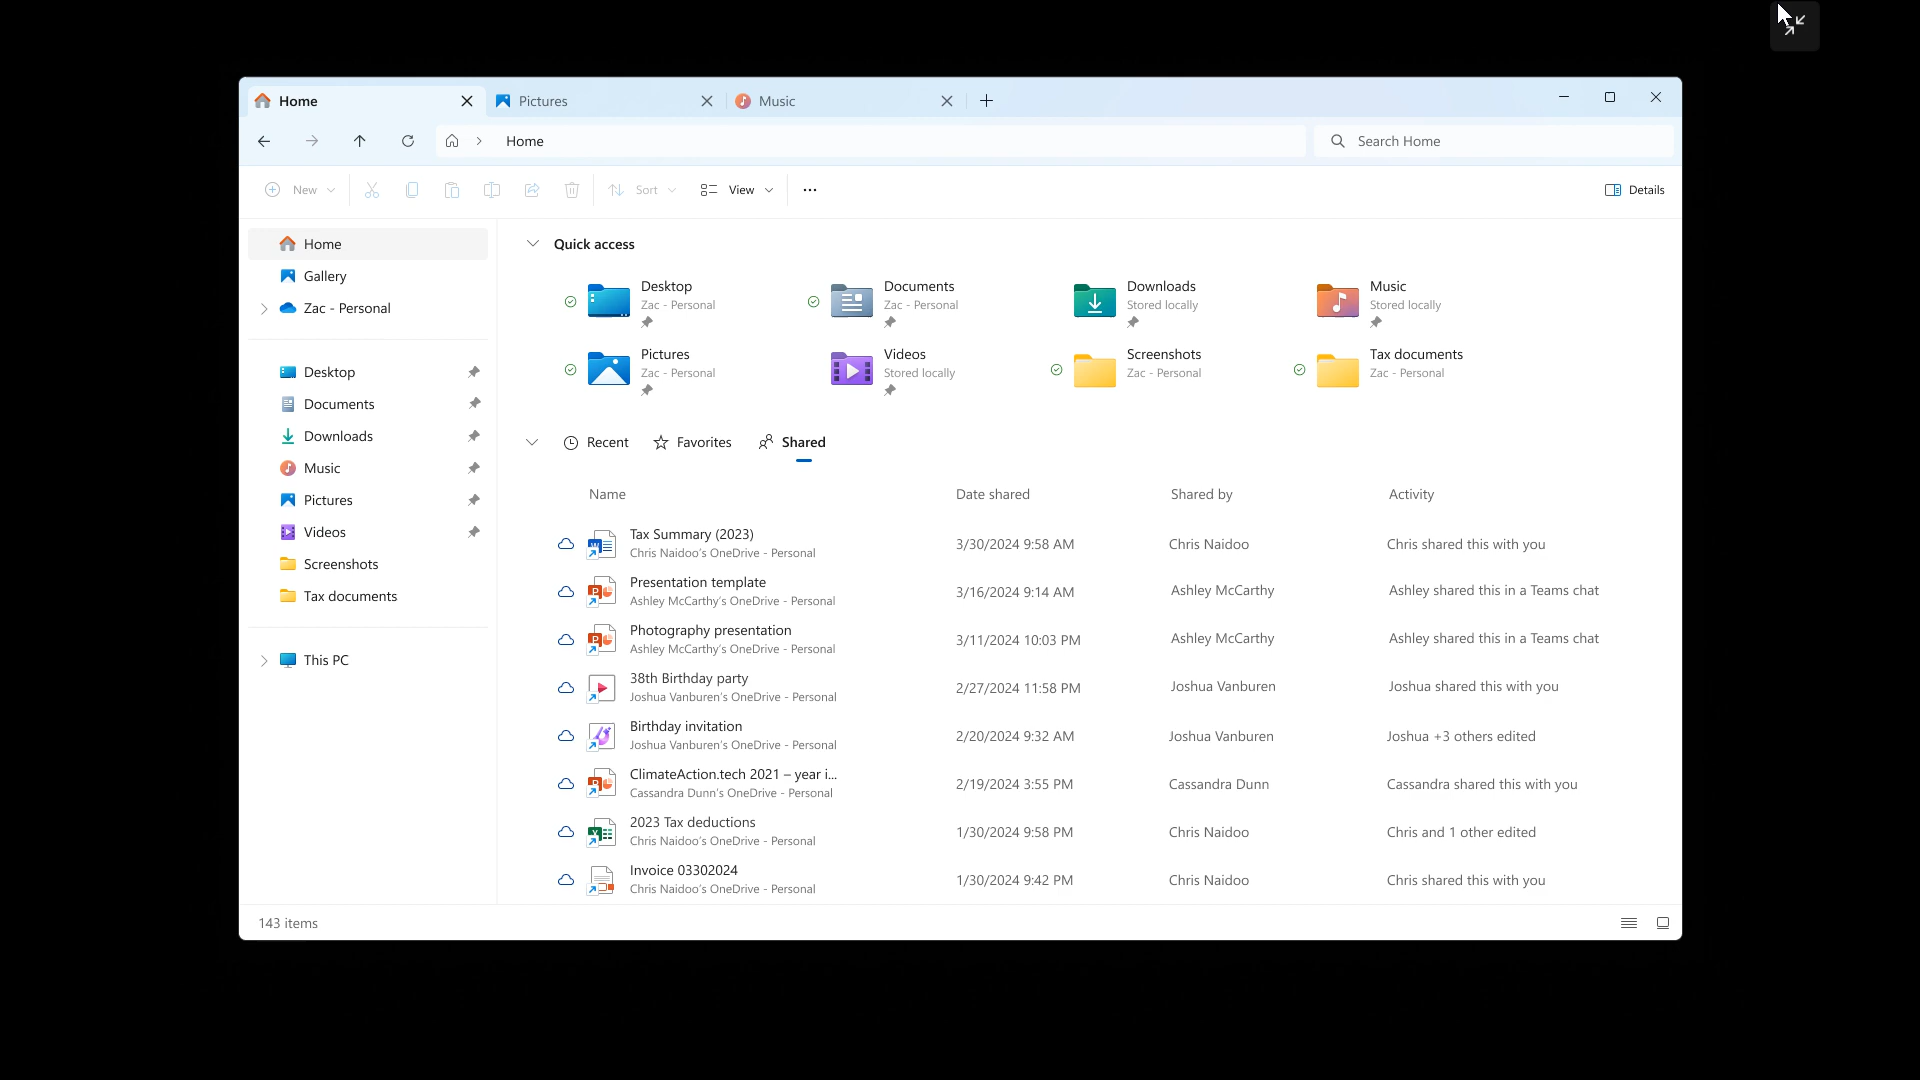 Home Pictures Music
Home Search Home
New Sort View Details
Home
Gallery
Zac - Personal
Desktop
Documents
Downloads
Music
Pictures
Videos
Screenshots
Tax documents
This PC
Quick access
Desktop Documents Downloads Music
Zac - Personal Zac - Personal Stored locally Stored locally
Pictures Videos Screenshots Tax documents
Zac - Personal Stored locally Zac - Personal Zac - Personal
Recent Favorites Shared
Name Date shared Shared by Activity
Tax Summary (2023)
Chris Naidoo's OneDrive - Personal
3/30/2024 9:58 AM Chris Naidoo Chris shared this with you
Presentation template
Ashley McCarthy's OneDrive - Personal
3/16/2024 9:14 AM Ashley McCarthy Ashley shared this in a Teams chat
Photography presentation
Ashley McCarthy's OneDrive - Personal
3/11/2024 10:03 PM Ashley McCarthy Ashley shared this in a Teams chat
38th Birthday party
Joshua Vanburen's OneDrive - Personal
2/27/2024 11:58 PM Joshua Vanburen Joshua shared this with you
Birthday invitation
Joshua Vanburen's OneDrive - Personal
2/20/2024 9:32 AM Joshua Vanburen Joshua +3 others edited
ClimateAction.tech 2021 – year i...
Cassandra Dunn's OneDrive - Personal
2/19/2024 3:55 PM Cassandra Dunn Cassandra shared this with you
2023 Tax deductions
Chris Naidoo's OneDrive - Personal
1/30/2024 9:58 PM Chris Naidoo Chris and 1 other edited
Invoice 03302024
Chris Naidoo's OneDrive - Personal
1/30/2024 9:42 PM Chris Naidoo Chris shared this with you
143 items